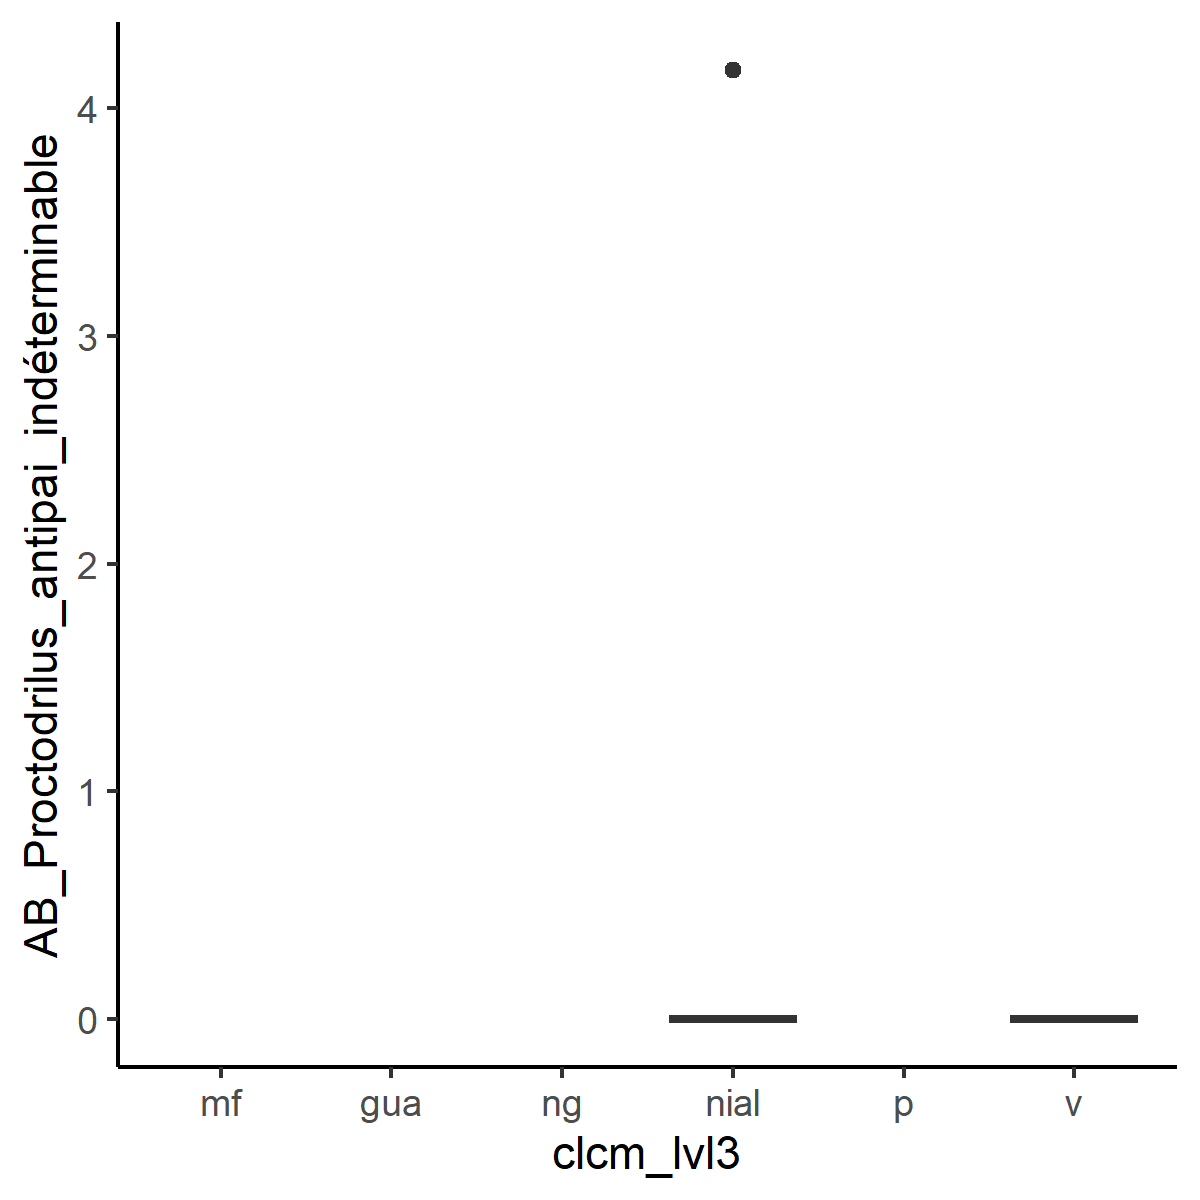 AB_Proctodrilus_antipai_indéterminable
4
3
2
1
0
mf gua ng nial p v
clcm_lvl3